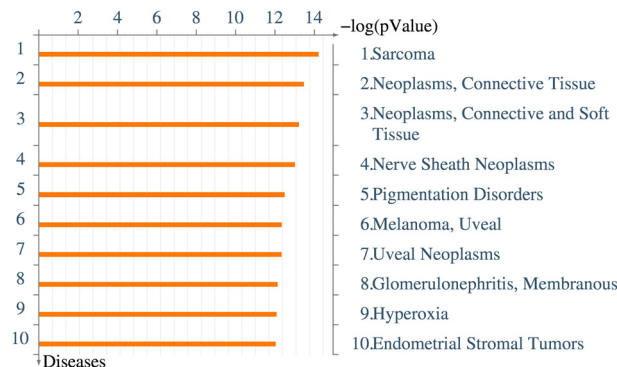 2 4 6 8 10 12 14
−log(pValue)
1 1.Sarcoma
2 2.Neoplasms, Connective Tissue
3 3.Neoplasms, Connective and Soft
Tissue
4 4.Nerve Sheath Neoplasms
5 5.Pigmentation Disorders
6 6.Melanoma, Uveal
7 7.Uveal Neoplasms
8 8.Glomerulonephritis, Membranous
9 9.Hyperoxia
10 10.Endometrial Stromal Tumors
Diseases